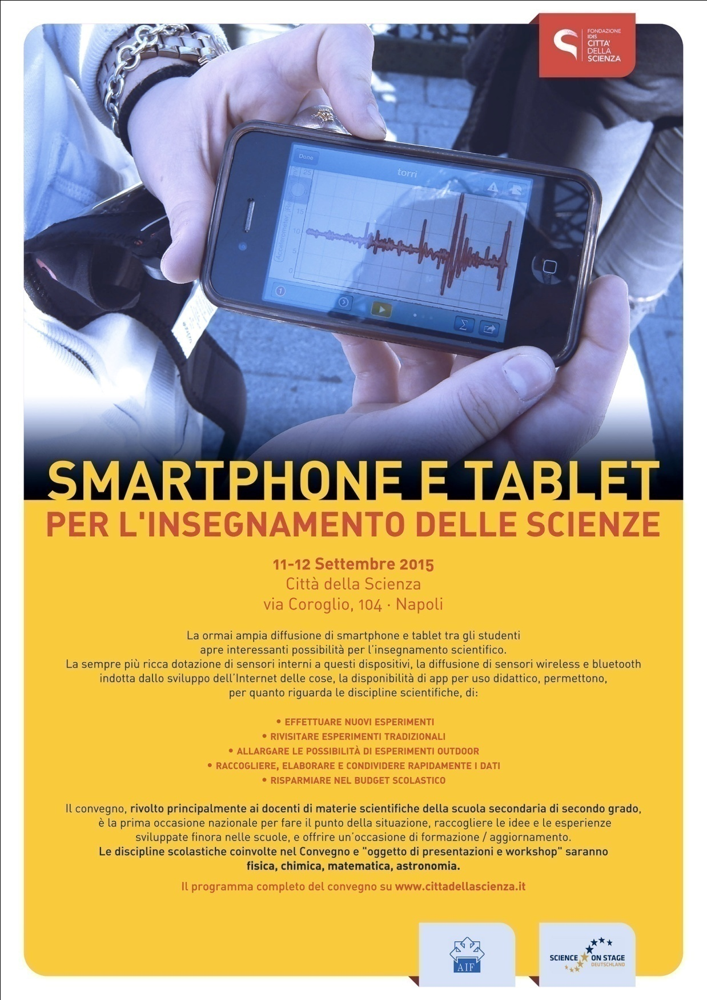 FONDAZIONE
IDIS
CITTA'
DELLA
SCIENZA
Done
torri
25
15
10
5
0
1
Σ
SMARTPHONE E TABLET
PER L'INSEGNAMENTO DELLE SCIENZE
11-12 Settembre 2015
Città della Scienza
via Coroglio, 104 · Napoli
La ormai ampia diffusione di smartphone e tablet tra gli studenti
apre interessanti possibilità per l'insegnamento scientifico.
La sempre più ricca dotazione di sensori interni a questi dispositivi, la diffusione di sensori wireless e bluetooth
indotta dallo sviluppo dell'Internet delle cose, la disponibilità di app per uso didattico, permettono,
per quanto riguarda le discipline scientifiche, di:
• EFFETTUARE NUOVI ESPERIMENTI
• RIVISITARE ESPERIMENTI TRADIZIONALI
• ALLARGARE LE POSSIBILITÀ DI ESPERIMENTI OUTDOOR
• RACCOGLIERE, ELABORARE E CONDIVIDERE RAPIDAMENTE I DATI
• RISPARMIARE NEL BUDGET SCOLASTICO
Il convegno, rivolto principalmente ai docenti di materie scientifiche della scuola secondaria di secondo grado,
è la prima occasione nazionale per fare il punto della situazione, raccogliere le idee e le esperienze
sviluppate finora nelle scuole, e offrire un'occasione di formazione / aggiornamento.
Le discipline scolastiche coinvolte nel Convegno e "oggetto di presentazioni e workshop" saranno
fisica, chimica, matematica, astronomia.
Il programma completo del convegno su www.cittadellascienza.it
AIF
SCIENCE ON STAGE
DEUTSCHLAND